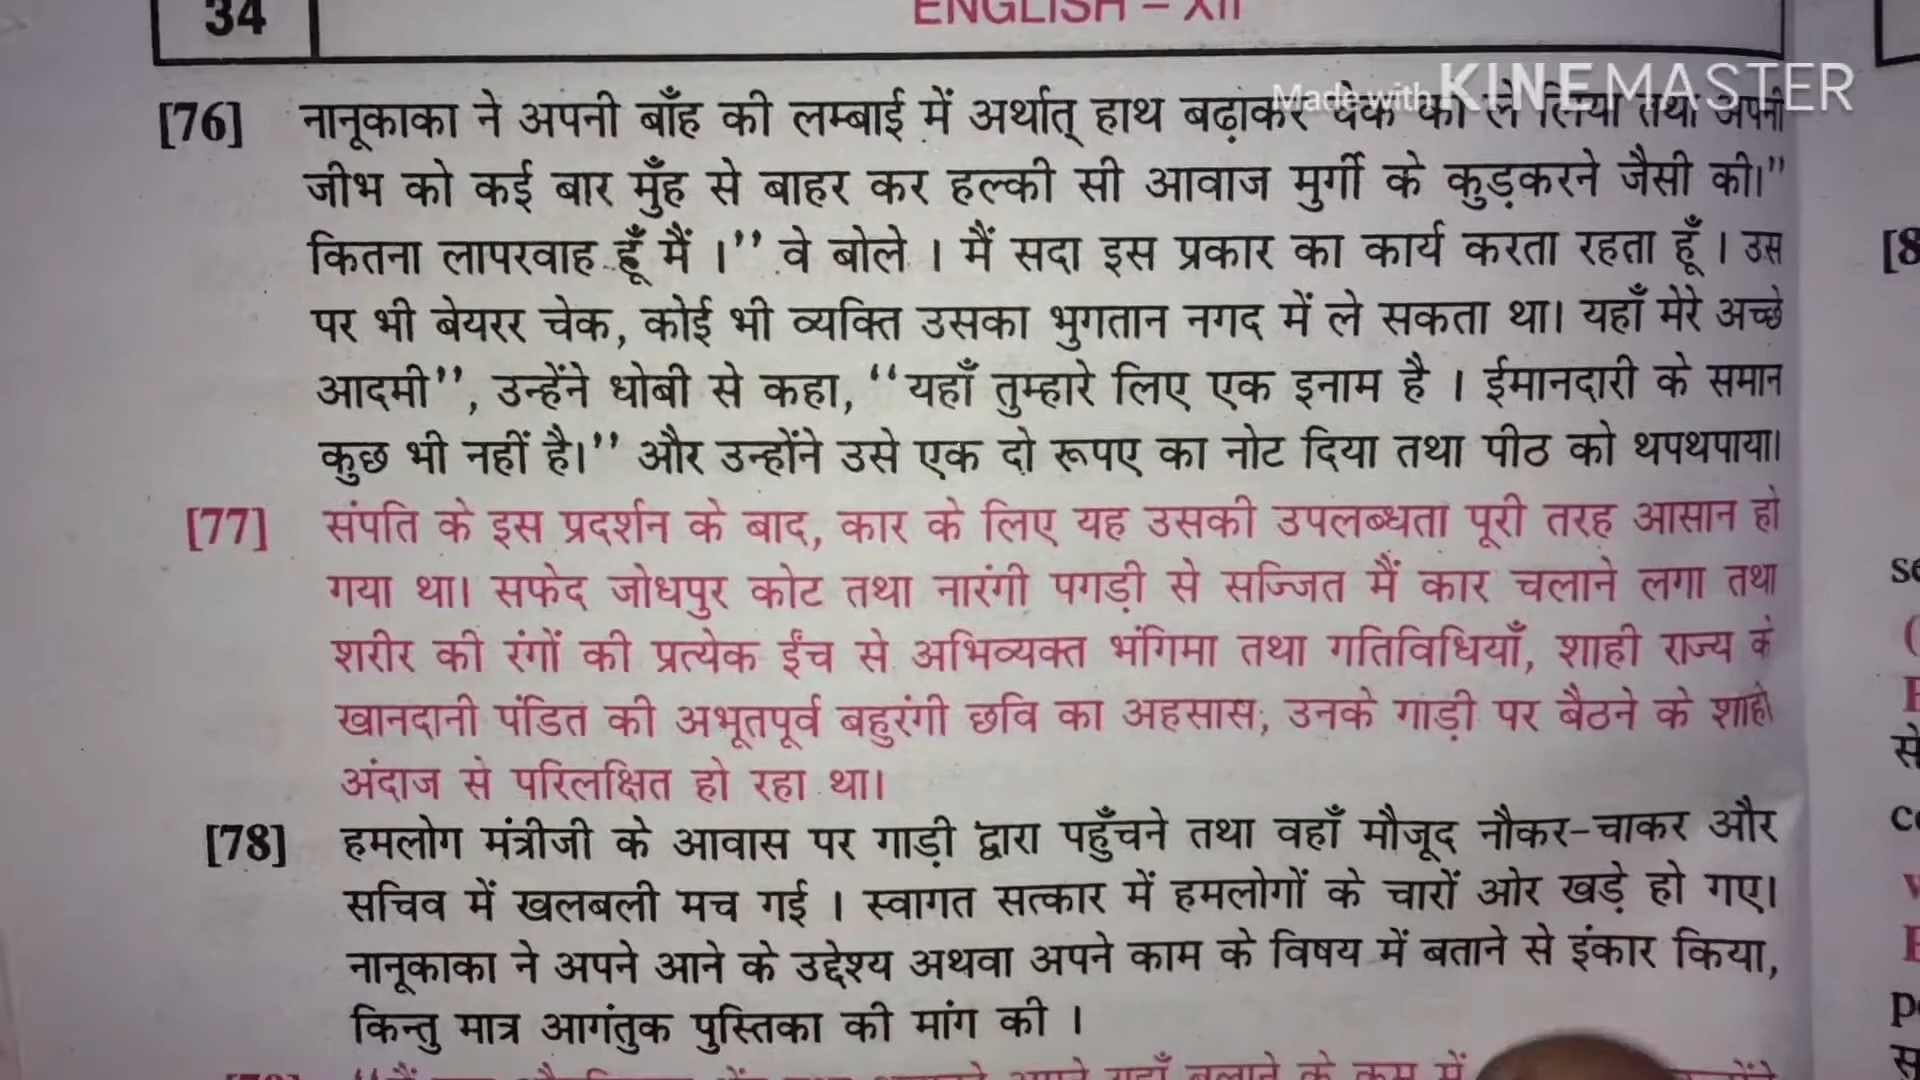 34
ENGLISH – XII
Made with KINEMASTER
[76] नानूकाका ने अपनी बाँह की लम्बाई में अर्थात् हाथ बढ़ाकर चेक को ले लिया तथा अपनी
जीभ को कई बार मुँह से बाहर कर हल्की सी आवाज मुर्गी के कुड़करने जैसी की।”
कितना लापरवाह हूँ मैं ।’’ वे बोले । मैं सदा इस प्रकार का कार्य करता रहता हूँ । उस
पर भी बेयरर चेक, कोई भी व्यक्ति उसका भुगतान नगद में ले सकता था। यहाँ मेरे अच्छे
आदमी’’, उन्हेंने धोबी से कहा, ‘‘यहाँ तुम्हारे लिए एक इनाम है । ईमानदारी के समान
कुछ भी नहीं है।’’ और उन्होंने उसे एक दो रूपए का नोट दिया तथा पीठ को थपथपाया।
[77] संपति के इस प्रदर्शन के बाद, कार के लिए यह उसकी उपलब्धता पूरी तरह आसान हो
गया था। सफेद जोधपुर कोट तथा नारंगी पगड़ी से सज्जित मैं कार चलाने लगा तथा
शरीर की रंगों की प्रत्येक ईंच से अभिव्यक्त भंगिमा तथा गतिविधियाँ, शाही राज्य के
खानदानी पंडित की अभूतपूर्व बहुरंगी छवि का अहसास, उनके गाड़ी पर बैठने के शाही
अंदाज से परिलक्षित हो रहा था।
[78] हमलोग मंत्रीजी के आवास पर गाड़ी द्वारा पहुँचने तथा वहाँ मौजूद नौकर-चाकर और
सचिव में खलबली मच गई । स्वागत सत्कार में हमलोगों के चारों ओर खड़े हो गए।
नानूकाका ने अपने आने के उद्देश्य अथवा अपने काम के विषय में बताने से इंकार किया,
किन्तु मात्र आगंतुक पुस्तिका की मांग की ।